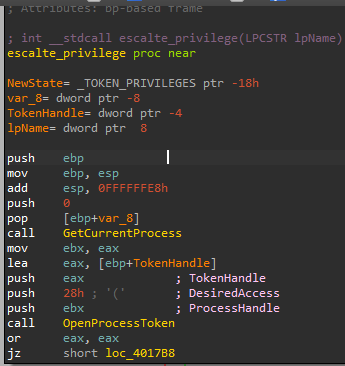 ; Attributes: bp-based frame
; int __stdcall escalte_privilege(LPCSTR lpName)
escalte_privilege proc near
NewState= _TOKEN_PRIVILEGES ptr -18h
var_8= dword ptr -8
TokenHandle= dword ptr -4
lpName= dword ptr 8
push ebp
mov ebp, esp
add esp, 0FFFFFFE8h
push 0
pop [ebp+var_8]
call GetCurrentProcess
mov ebx, eax
lea eax, [ebp+TokenHandle]
push eax ; TokenHandle
push 28h ; '(' ; DesiredAccess
push ebx ; ProcessHandle
call OpenProcessToken
or eax, eax
jz short loc_4017B8